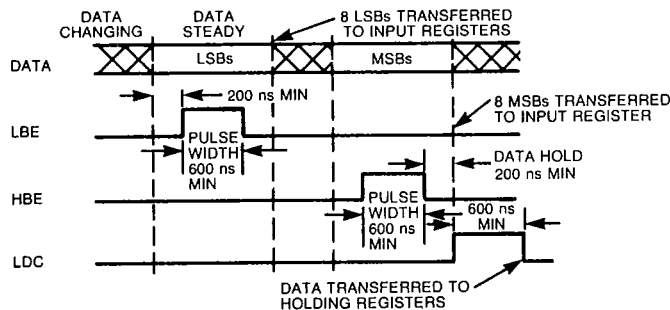 DATA CHANGING
DATA STEADY
8 LSBs TRANSFERRED
TO INPUT REGISTERS
DATA
LSBs
MSBs
200 ns MIN
8 MSBs TRANSFERRED
TO INPUT REGISTER
LBE
PULSE
WIDTH
600 ns
MIN
DATA HOLD
200 ns MIN
HBE
PULSE
WIDTH
600 ns
MIN
600 ns
MIN
LDC
DATA TRANSFERRED TO
HOLDING REGISTERS